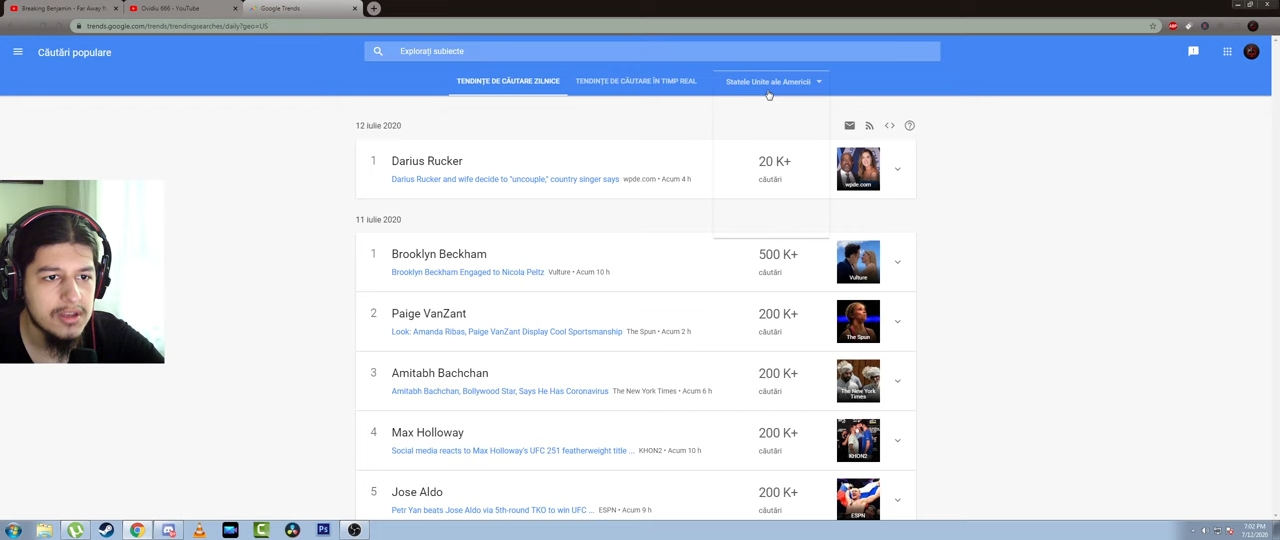 Breaking Benjamin - Far Away f
Ovidiu 666 - YouTube
Google Trends
trends.google.com/trends/trendingsearches/daily?geo=US
Căutări populare
Explorați subiecte
TENDINȚE DE CĂUTARE ZILNICE
TENDINȚE DE CĂUTARE ÎN TIMP REAL
Statele Unite ale Americii
12 iulie 2020
1 Darius Rucker 20 K+
Darius Rucker and wife decide to "uncouple," country singer says wpde.com • Acum 4 h căutări
wpde.com
11 iulie 2020
1 Brooklyn Beckham 500 K+
Brooklyn Beckham Engaged to Nicola Peltz Vulture • Acum 10 h căutări
Vulture
2 Paige VanZant 200 K+
Look: Amanda Ribas, Paige VanZant Display Cool Sportsmanship The Spun • Acum 2 h căutări
The Spun
3 Amitabh Bachchan 200 K+
Amitabh Bachchan, Bollywood Star, Says He Has Coronavirus The New York Times • Acum 6 h căutări
The New York
Times
4 Max Holloway 200 K+
Social media reacts to Max Holloway's UFC 251 featherweight title ... KHON2 • Acum 10 h căutări
KHON2
5 Jose Aldo 200 K+
Petr Yan beats Jose Aldo via 5th-round TKO to win UFC ... ESPN • Acum 9 h căutări
ESPN
7:02 PM
7/12/2020